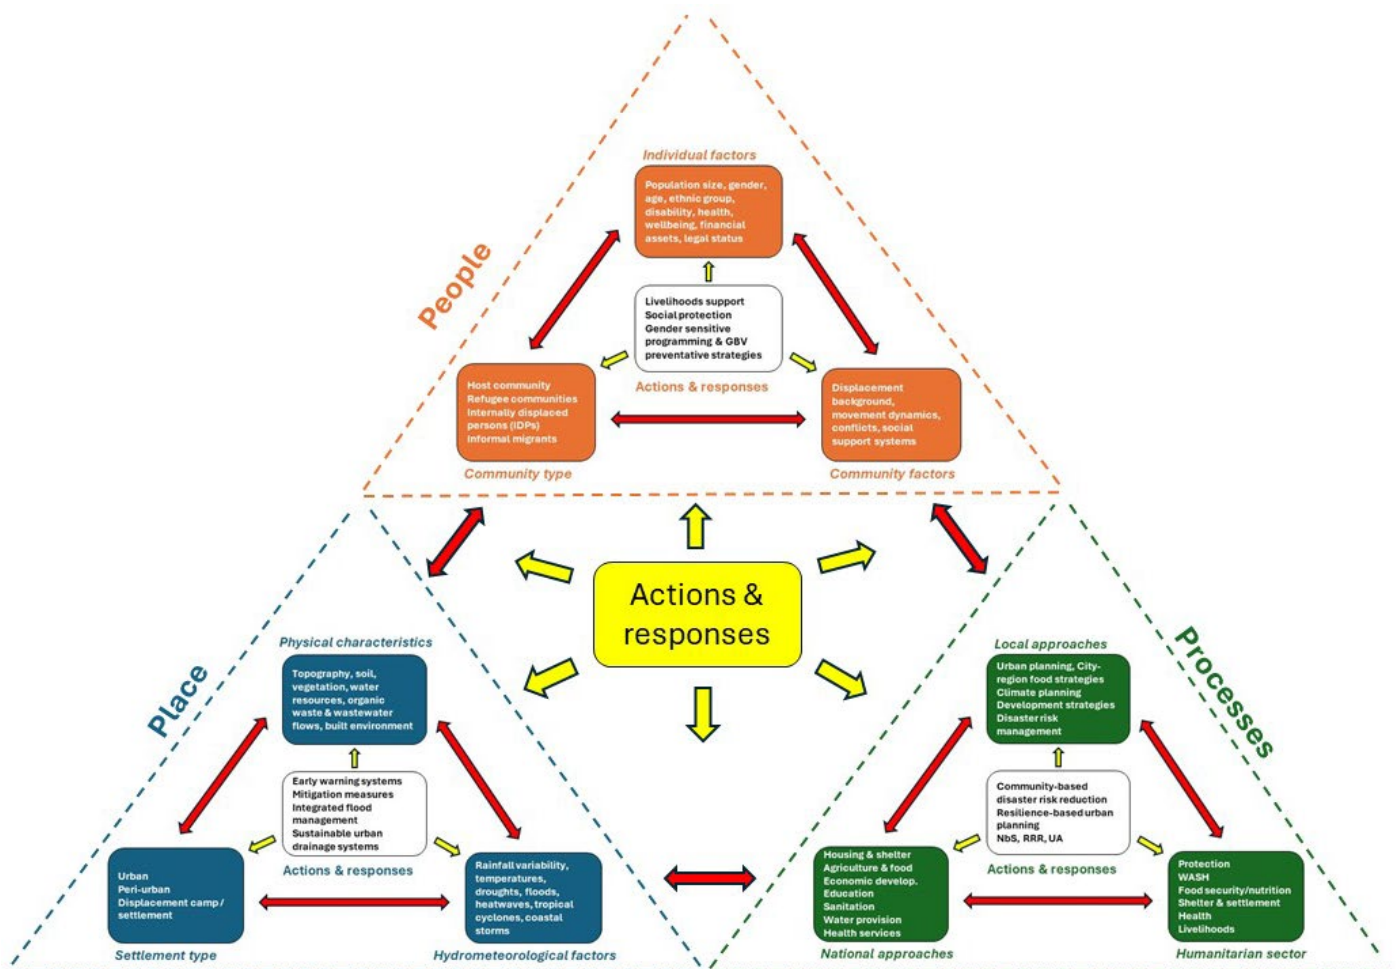 People
Individual factors
Population size, gender,
age, ethnic group,
disability, health,
wellbeing, financial
assets, legal status
Livelihoods support
Social protection
Gender sensitive
programming & GBV
preventative strategies
Actions & responses
Host community
Refugee communities
Internally displaced
persons (IDPs)
Informal migrants
Community type
Displacement
background,
movement dynamics,
conflicts, social
support systems
Community factors
Actions &
responses
Place
Physical characteristics
Topography, soil,
vegetation, water
resources, organic
waste & wastewater
flows, built environment
Early warning systems
Mitigation measures
Integrated flood
management
Sustainable urban
drainage systems
Actions & responses
Urban
Peri-urban
Displacement camp /
settlement
Settlement type
Rainfall variability,
temperatures,
droughts, floods,
heatwaves, tropical
cyclones, coastal
storms
Hydrometeorological factors
Processes
Local approaches
Urban planning, City-
region food strategies
Climate planning
Development strategies
Disaster risk
management
Community-based
disaster risk reduction
Resilience-based urban
planning
NbS, RRR, UA
Actions & responses
Housing & shelter
Agriculture & food
Economic develop.
Education
Sanitation
Water provision
Health services
National approaches
Protection
WASH
Food security/nutrition
Shelter & settlement
Health
Livelihoods
Humanitarian sector